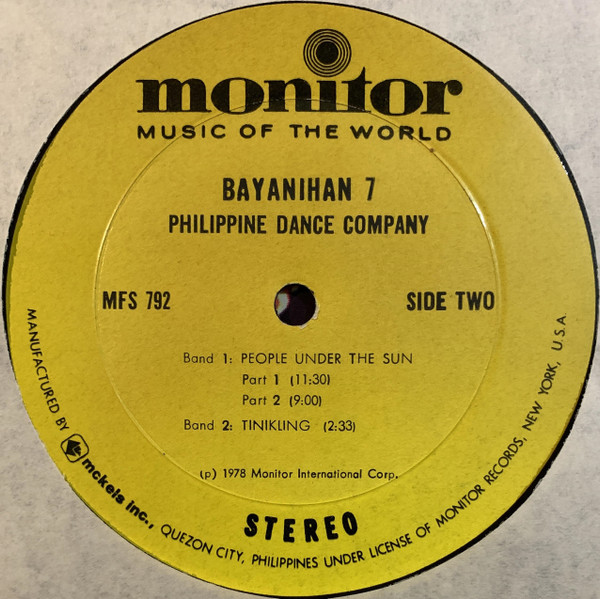 monitor
MUSIC OF THE WORLD
BAYANIHAN 7
PHILIPPINE DANCE COMPANY
MFS 792
SIDE TWO
Band 1: PEOPLE UNDER THE SUN
Part 1 (11:30)
Part 2 (9:00)
Band 2: TINIKLING (2:33)
(p) 1978 Monitor International Corp.
STEREO
MANUFACTURED BY mckels inc., QUEZON CITY, PHILIPPINES UNDER LICENSE OF MONITOR RECORDS, NEW YORK, U.S.A.